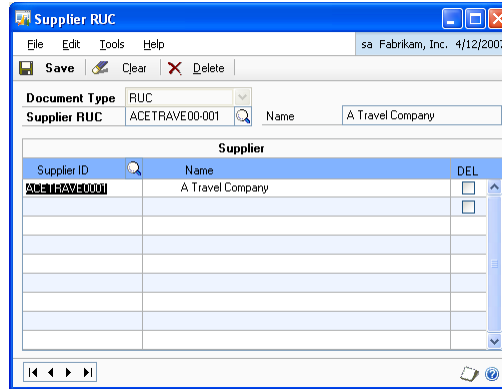 Supplier RUC
File Edit Tools Help sa Fabrikam, Inc. 4/12/2007
Save Clear Delete
Document Type RUC
Supplier RUC ACETRAVE00-001 Name A Travel Company
Supplier
Supplier ID Name DEL
ACETRAVE0001 A Travel Company